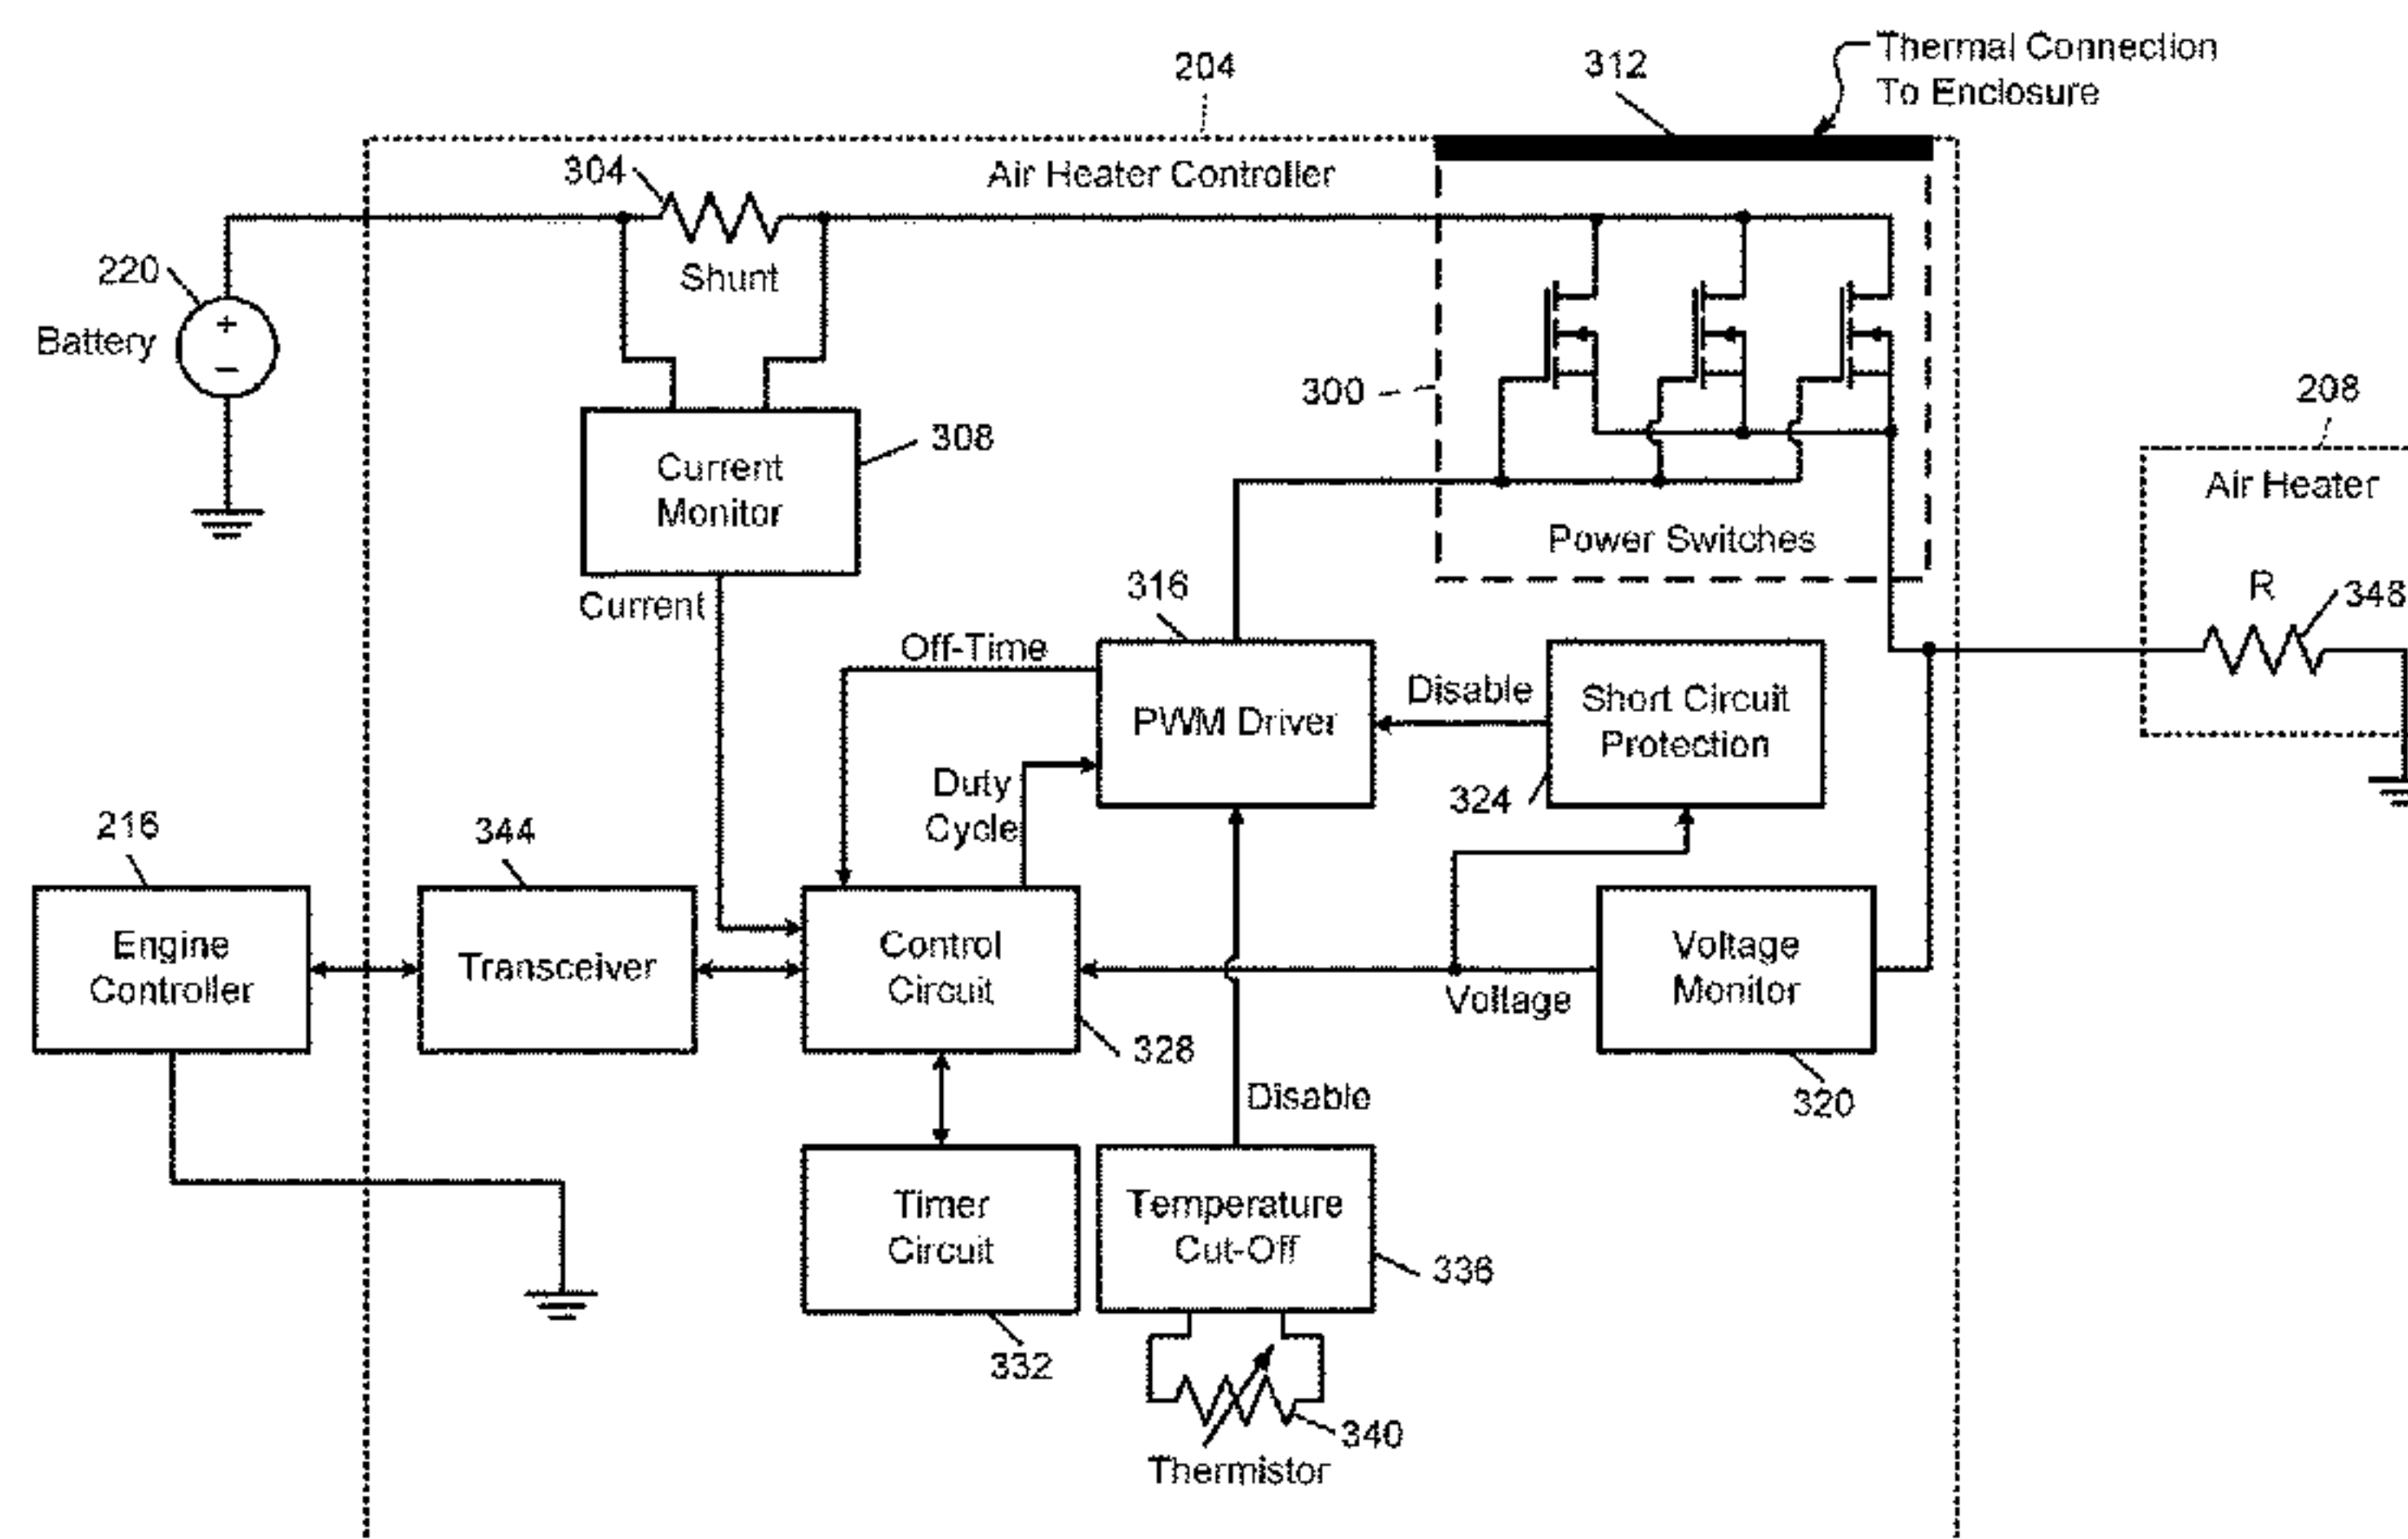 204
312
Thermal Connection
To Enclosure
304
Air Heater Controller
220
Shunt
+
Battery
−
300
208
308
Current
Monitor
Air Heater
Power Switches
316
R
348
Current
Off-Time
Disable
Short Circuit
Protection
PWM Driver
Duty
Cycle
324
216
344
Engine
Controller
Transceiver
Control
Circuit
Voltage
Voltage
Monitor
328
Disable
320
Timer
Circuit
Temperature
Cut-Off
336
332
340
Thermistor